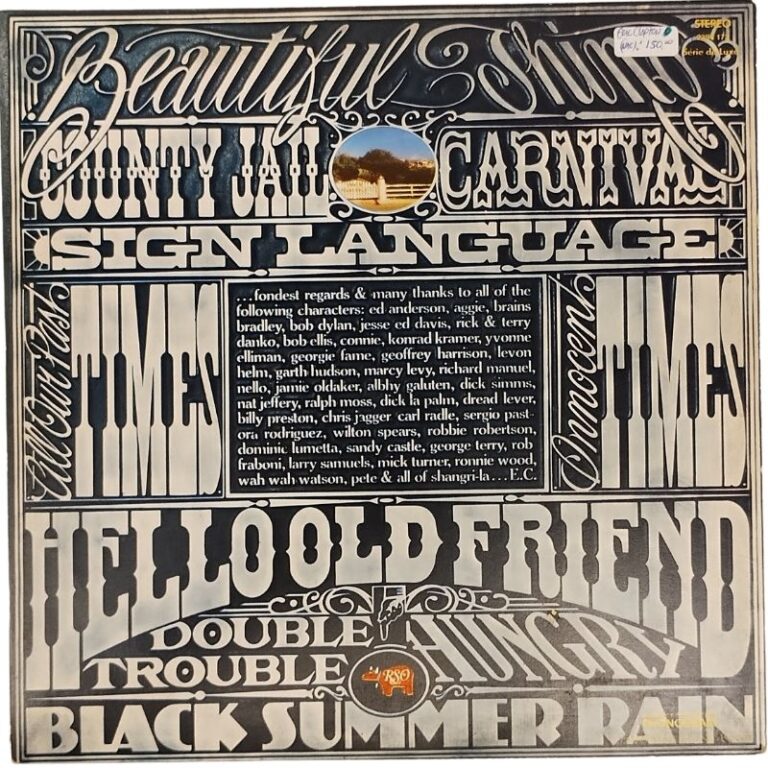 STEREO
Série de Luxe
ERIC CLAPTON
150,00
Beautiful Thing
COUNTY JAIL
CARNIVAL
SIGN LANGUAGE
All Our Past
TIMES
...fondest regards & many thanks to all of the
following characters: ed anderson, aggie, brains
bradley, bob dylan, jesse ed davis, rick & terry
danko, bob ellis, connie, konrad kramer, yvonne
elliman, georgie fame, geoffrey harrison, levon
helm, garth hudson, marcy levy, richard manuel,
nello, jamie oldaker, albhy galuten, dick simms,
nat jeffery, ralph moss, dick la palm, dread lever,
billy preston, chris jagger carl radle, sergio past-
ora rodriguez, wilton spears, robbie robertson,
dominic lumetta, sandy castle, george terry, rob
fraboni, larry samuels, mick turner, ronnie wood,
wah wah watson, pete & all of shangri-la...E.C.
Innocent
TIMES
HELLO OLD FRIEND
DOUBLE
TROUBLE
HUNGRY
RSO
BLACK SUMMER RAIN